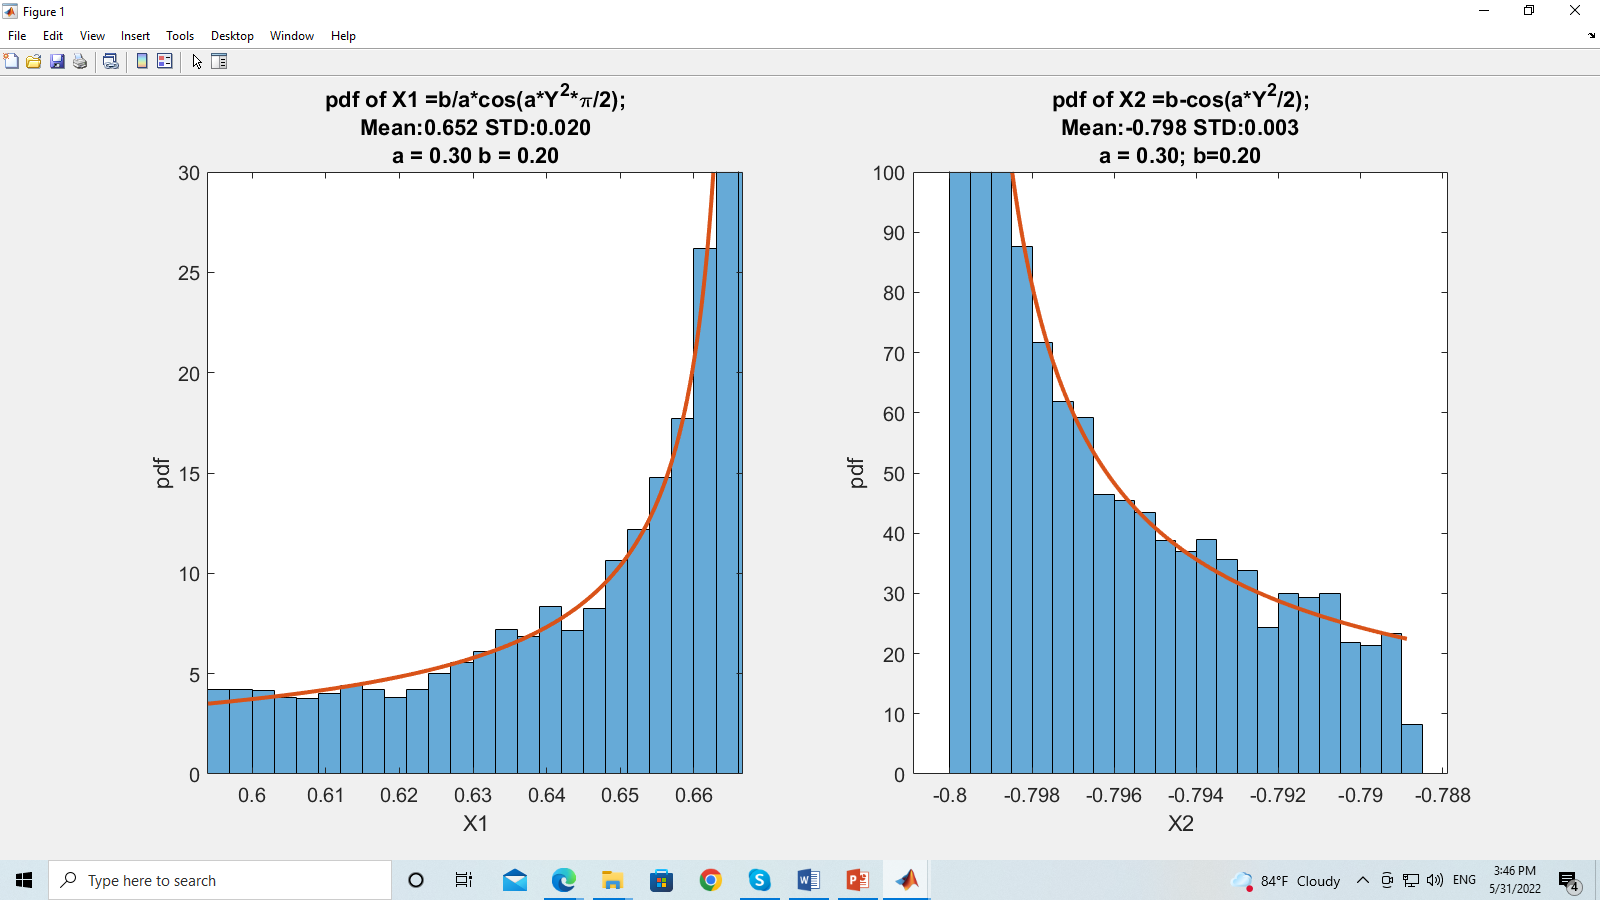 Figure 1
File Edit View Insert Tools Desktop Window Help
pdf of X1 =b/a*cos(a*Y²*π/2);
Mean:0.652 STD:0.020
a = 0.30 b = 0.20
30
25
20
15
10
5
0
pdf
0.6 0.61 0.62 0.63 0.64 0.65 0.66
X1
pdf of X2 =b-cos(a*Y²/2);
Mean:-0.798 STD:0.003
a = 0.30; b=0.20
100
90
80
70
60
50
40
30
20
10
0
pdf
-0.8 -0.798 -0.796 -0.794 -0.792 -0.79 -0.788
X2
Type here to search
84°F Cloudy
ENG
3:46 PM
5/31/2022
4